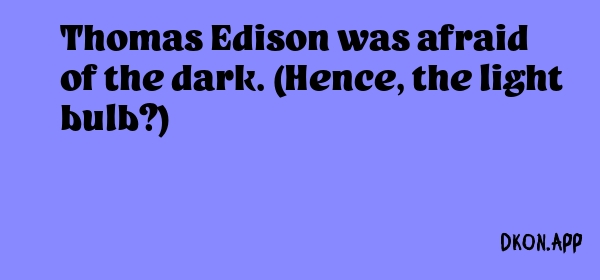 Thomas Edison was afraid
of the dark. (Hence, the light
bulb?)
DKON.APP